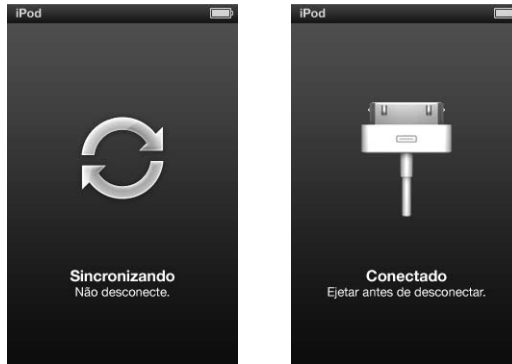 iPod
Sincronizando
Não desconecte.
iPod
Conectado
Ejetar antes de desconectar.